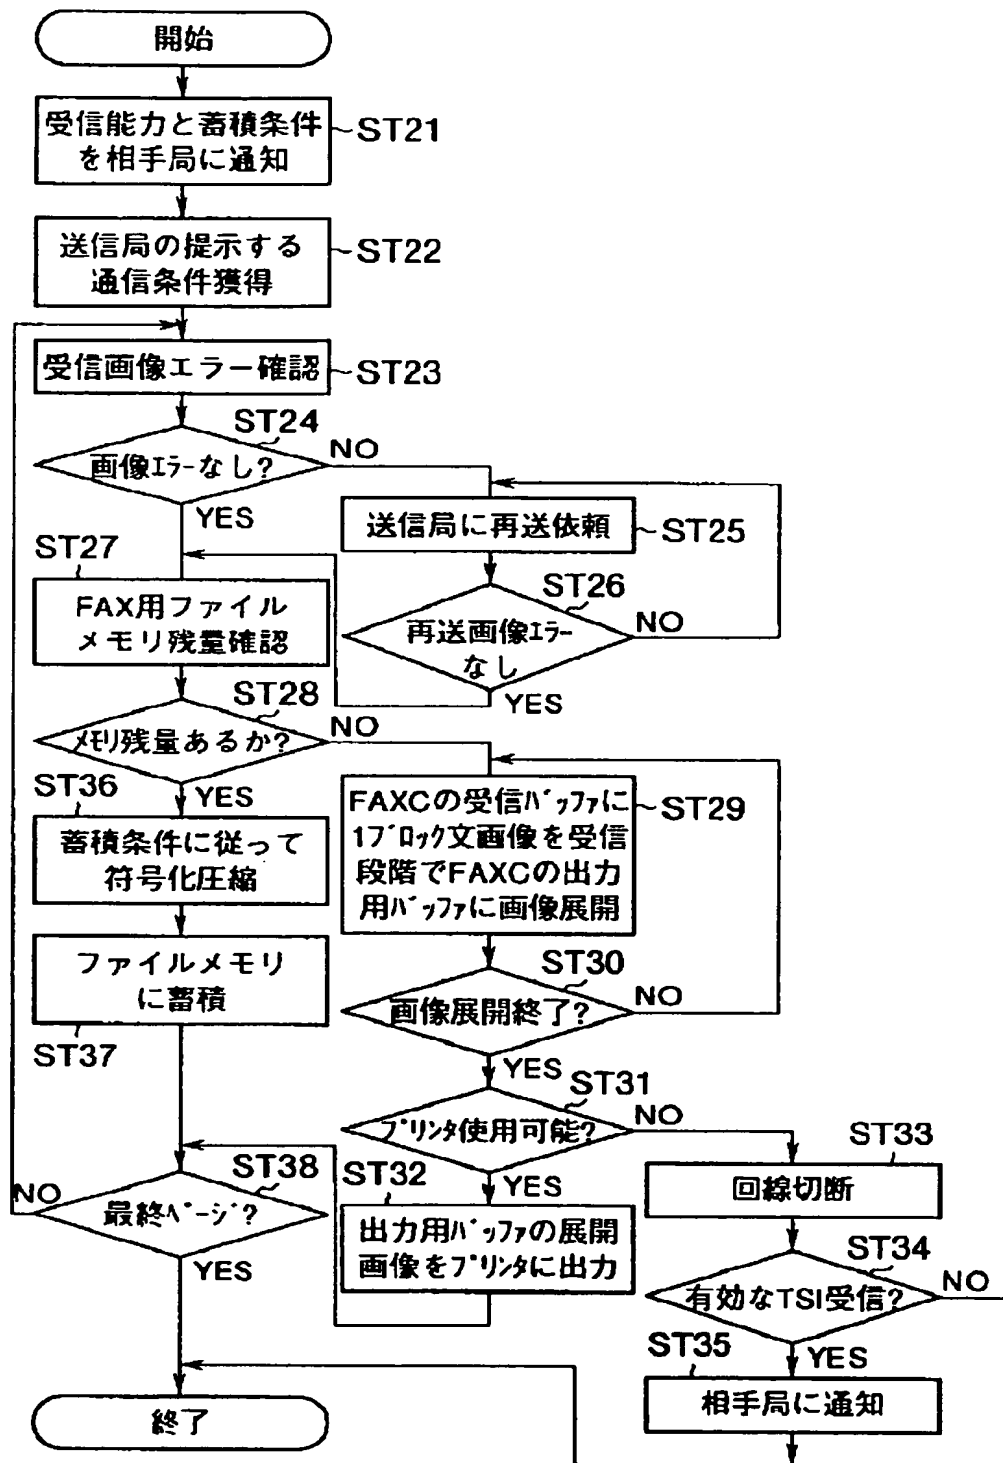 開始
受信能力と蓄積条件
を相手局に通知
ST21
送信局の提示する
通信条件獲得
ST22
受信画像エラー確認
ST23
ST24
画像エラーなし?
NO
YES
送信局に再送依頼
ST25
ST26
再送画像エラー
なし
NO
YES
ST27
FAX用ファイル
メモリ残量確認
ST28
メモリ残量あるか?
NO
YES
FAXCの受信バッファに
1ブロック文画像を受信
段階でFAXCの出力
用バッファに画像展開
ST29
ST36
蓄積条件に従って
符号化圧縮
ファイルメモリ
に蓄積
ST37
ST30
画像展開終了?
NO
YES
ST31
プリンタ使用可能?
NO
YES
ST32
出力用バッファの展開
画像をプリンタに出力
ST33
回線切断
ST34
有効なTSI受信?
NO
YES
ST35
相手局に通知
ST38
最終ページ?
NO
YES
終了